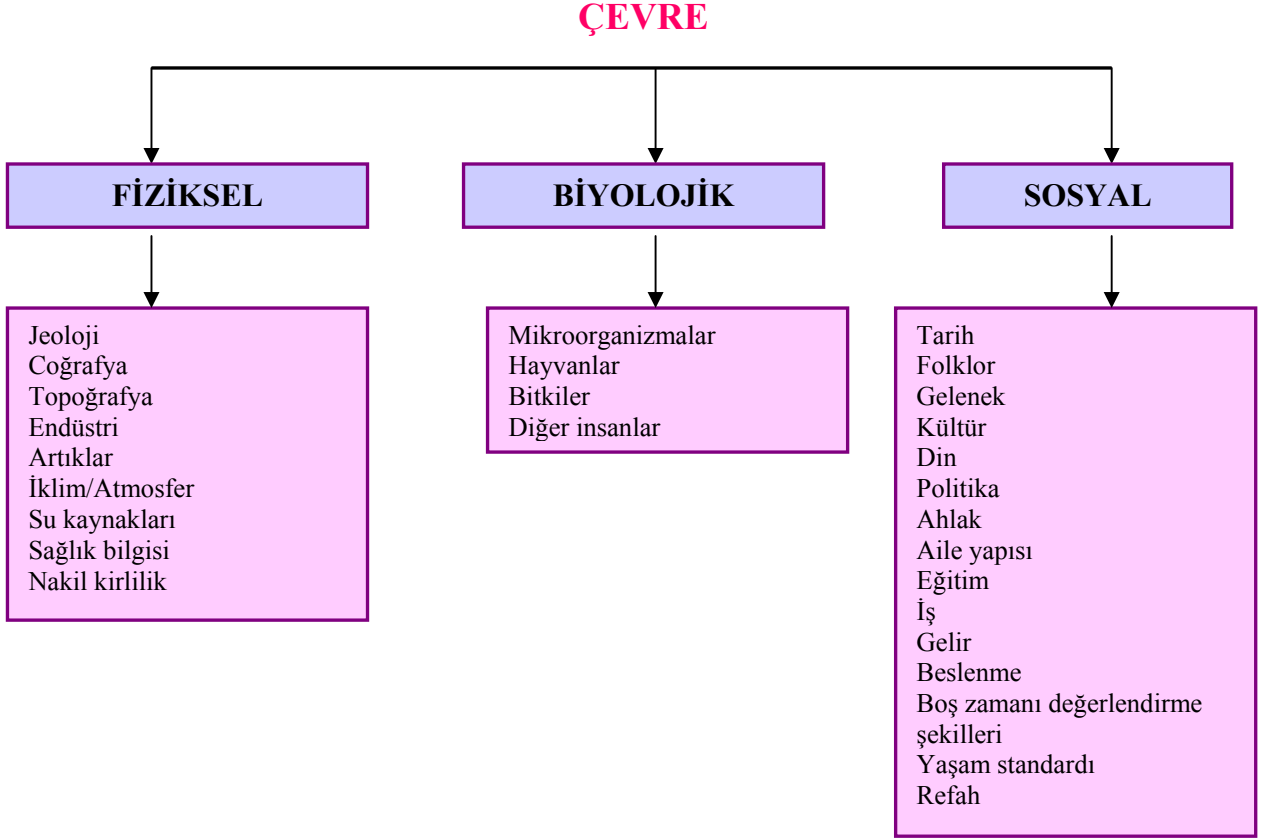 ÇEVRE
FİZİKSEL
BİYOLOJİK
SOSYAL
Jeoloji
Coğrafya
Topoğrafya
Endüstri
Artıklar
İklim/Atmosfer
Su kaynakları
Sağlık bilgisi
Nakil kirlilik
Mikroorganizmalar
Hayvanlar
Bitkiler
Diğer insanlar
Tarih
Folklor
Gelenek
Kültür
Din
Politika
Ahlak
Aile yapısı
Eğitim
İş
Gelir
Beslenme
Boş zamanı değerlendirme
şekilleri
Yaşam standardı
Refah